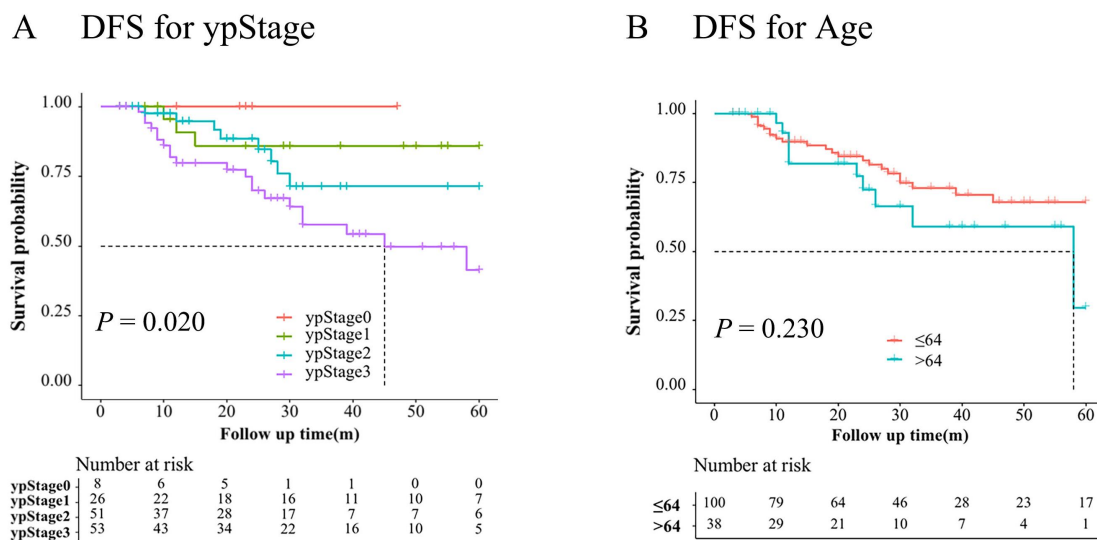 A DFS for ypStage
1.00
0.75
0.50
0.25
0.00
Survival probability
P = 0.020
ypStage0
ypStage1
ypStage2
ypStage3
0 10 20 30 40 50 60
Follow up time(m)
Number at risk
ypStage0 8 6 5 1 1 0 0
ypStage1 26 22 18 16 11 10 7
ypStage2 51 37 28 17 7 7 6
ypStage3 53 43 34 22 16 10 5
B DFS for Age
1.00
0.75
0.50
0.25
0.00
Survival probability
P = 0.230
≤64
>64
0 10 20 30 40 50 60
Follow up time(m)
Number at risk
≤64 100 79 64 46 28 23 17
>64 38 29 21 10 7 4 1